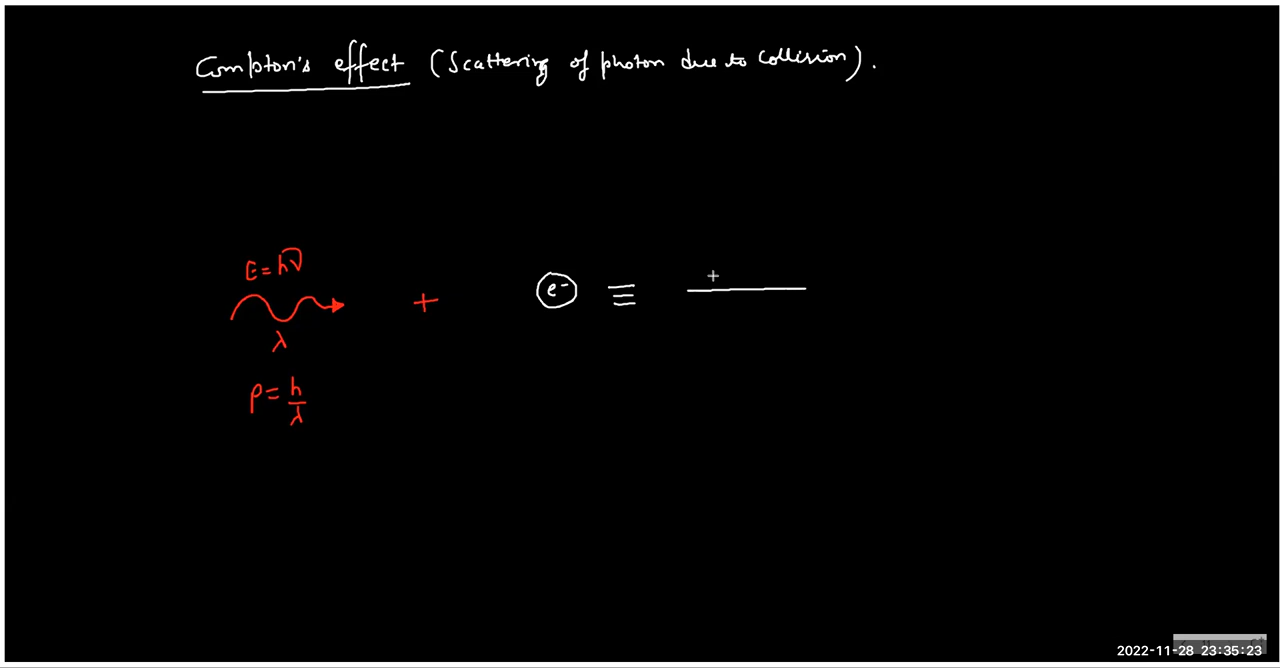 Compton's effect (Scattering of photon due to collision).
E = hν
+ e- ≡
λ
p = h/λ
2022-11-28 23:35:23